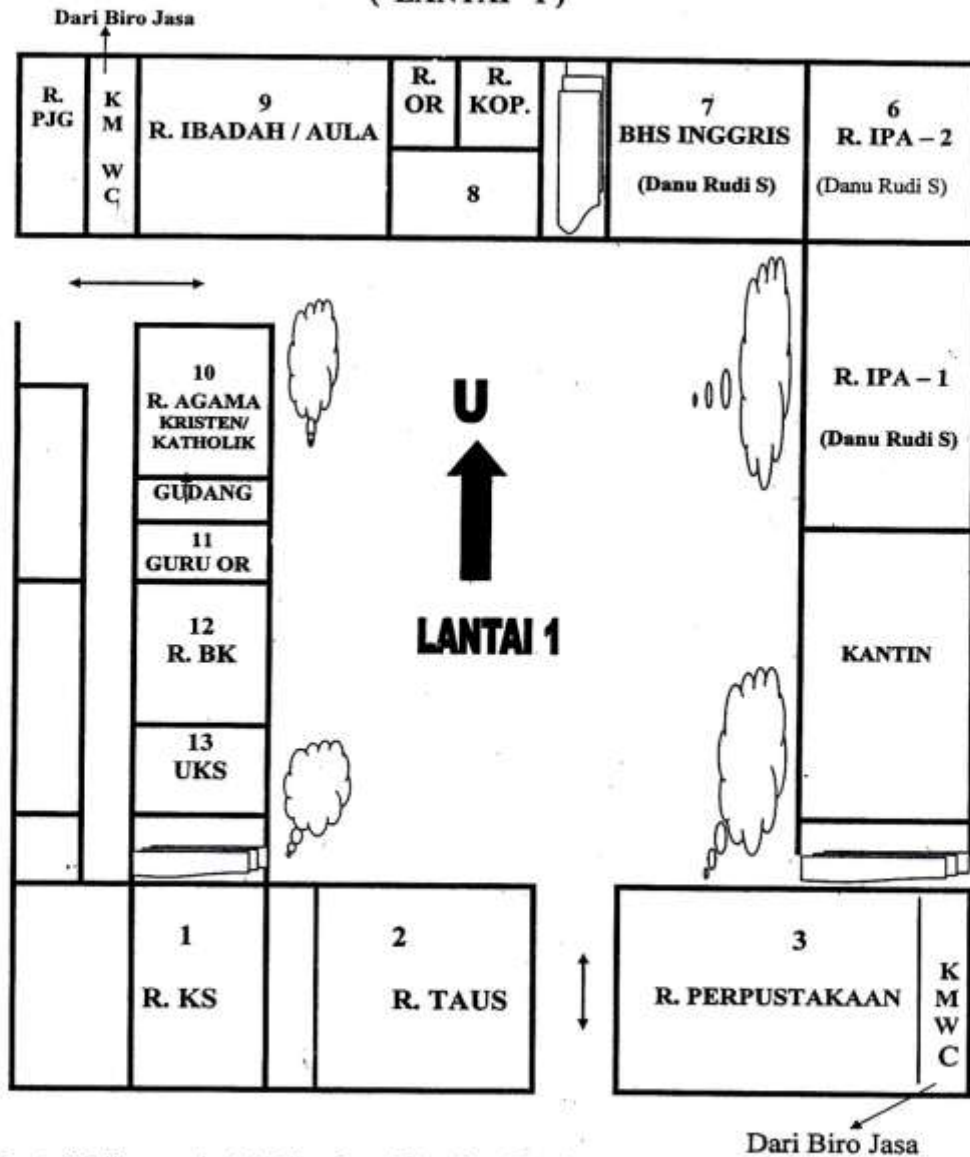 ( LANTAI 1 )
Dari Biro Jasa
R.
PJG
K
M
W
C
9
R. IBADAH / AULA
R.
OR
R.
KOP.
8
7
BHS INGGRIS
(Danu Rudi S)
6
R. IPA – 2
(Danu Rudi S)
10
R. AGAMA
KRISTEN/
KATHOLIK
GUDANG
11
GURU OR
12
R. BK
13
UKS
U
LANTAI 1
R. IPA – 1
(Danu Rudi S)
KANTIN
1
R. KS
2
R. TAUS
3
R. PERPUSTAKAAN
K
M
W
C
Dari Biro Jasa